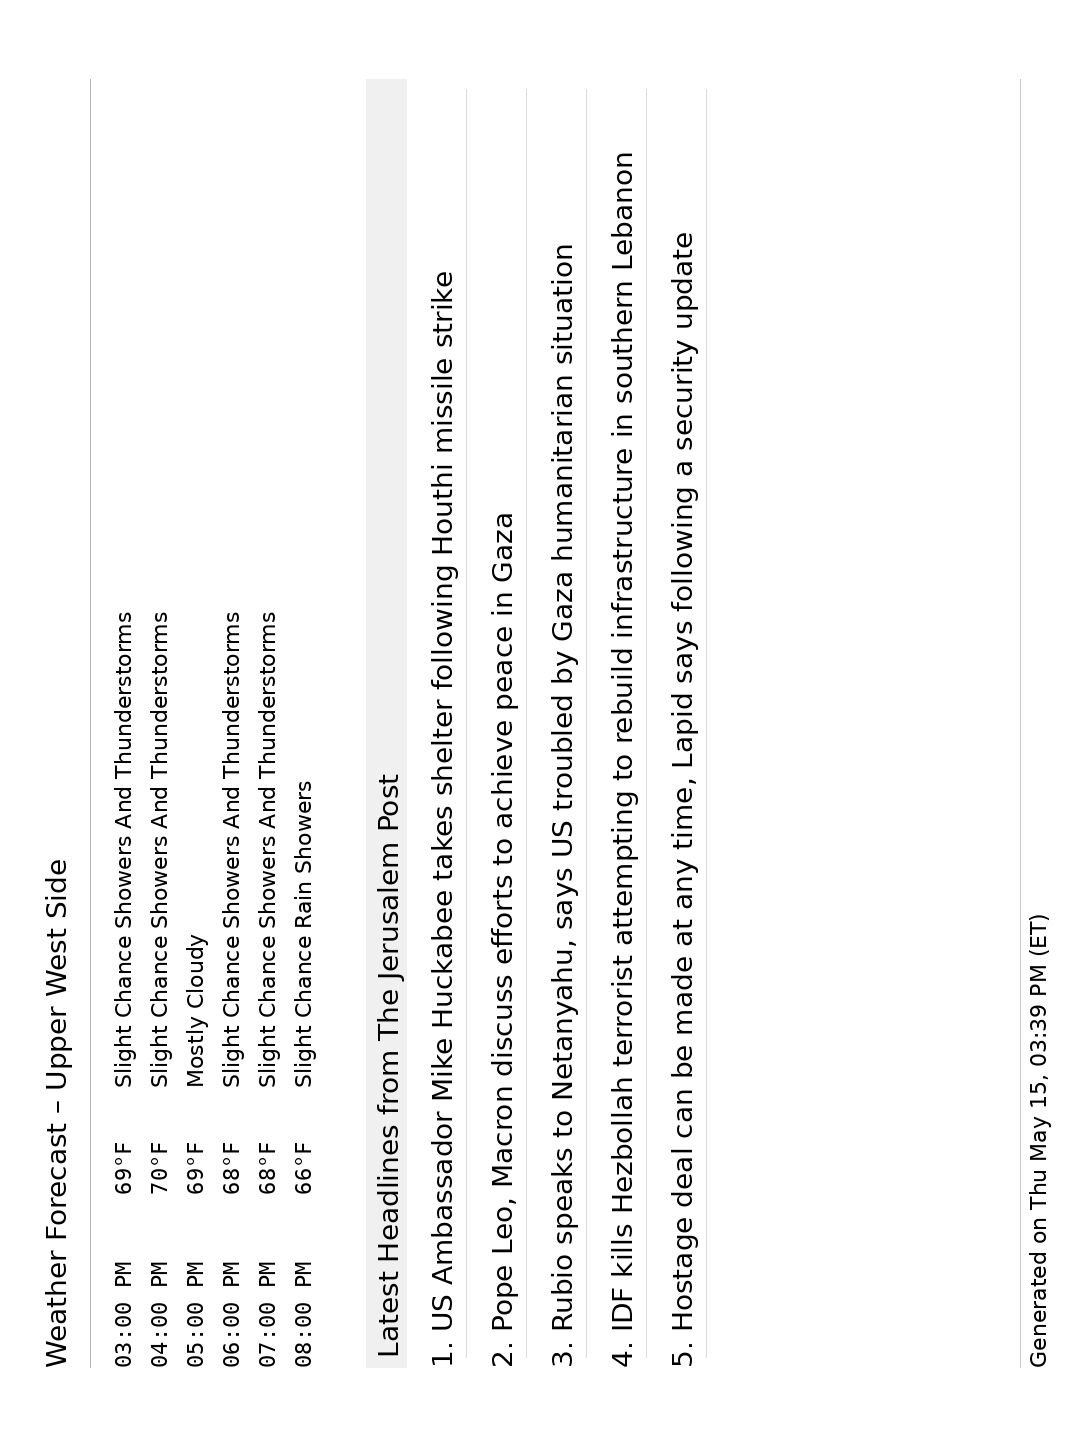 Weather Forecast – Upper West Side
03:00 PM 69°F Slight Chance Showers And Thunderstorms
04:00 PM 70°F Slight Chance Showers And Thunderstorms
05:00 PM 69°F Mostly Cloudy
06:00 PM 68°F Slight Chance Showers And Thunderstorms
07:00 PM 68°F Slight Chance Showers And Thunderstorms
08:00 PM 66°F Slight Chance Rain Showers
Latest Headlines from The Jerusalem Post
1. US Ambassador Mike Huckabee takes shelter following Houthi missile strike
2. Pope Leo, Macron discuss efforts to achieve peace in Gaza
3. Rubio speaks to Netanyahu, says US troubled by Gaza humanitarian situation
4. IDF kills Hezbollah terrorist attempting to rebuild infrastructure in southern Lebanon
5. Hostage deal can be made at any time, Lapid says following a security update
Generated on Thu May 15, 03:39 PM (ET)